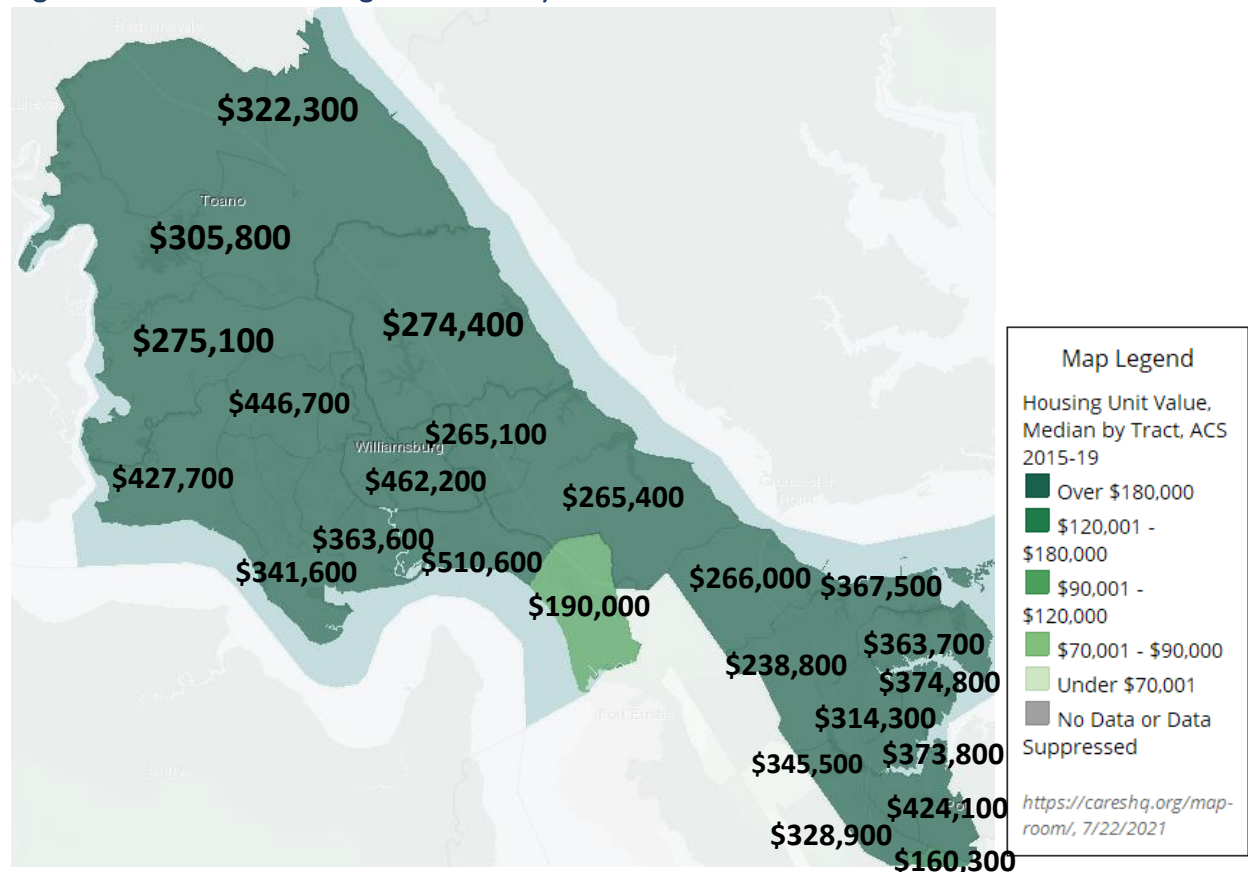 $322,300
Toano
$305,800
$274,400
$275,100
$446,700
$265,100
Williamsburg
$427,700
$462,200
$265,400
$363,600
$510,600
$341,600
$190,000
$266,000
$367,500
$363,700
$238,800
$374,800
$314,300
Fort Eustis
$373,800
$345,500
$424,100
$328,900
$160,300
Map Legend
Housing Unit Value,
Median by Tract, ACS
2015-19
Over $180,000
$120,001 -
$180,000
$90,001 -
$120,000
$70,001 - $90,000
Under $70,001
No Data or Data
Suppressed
https://careshq.org/map-
room/, 7/22/2021